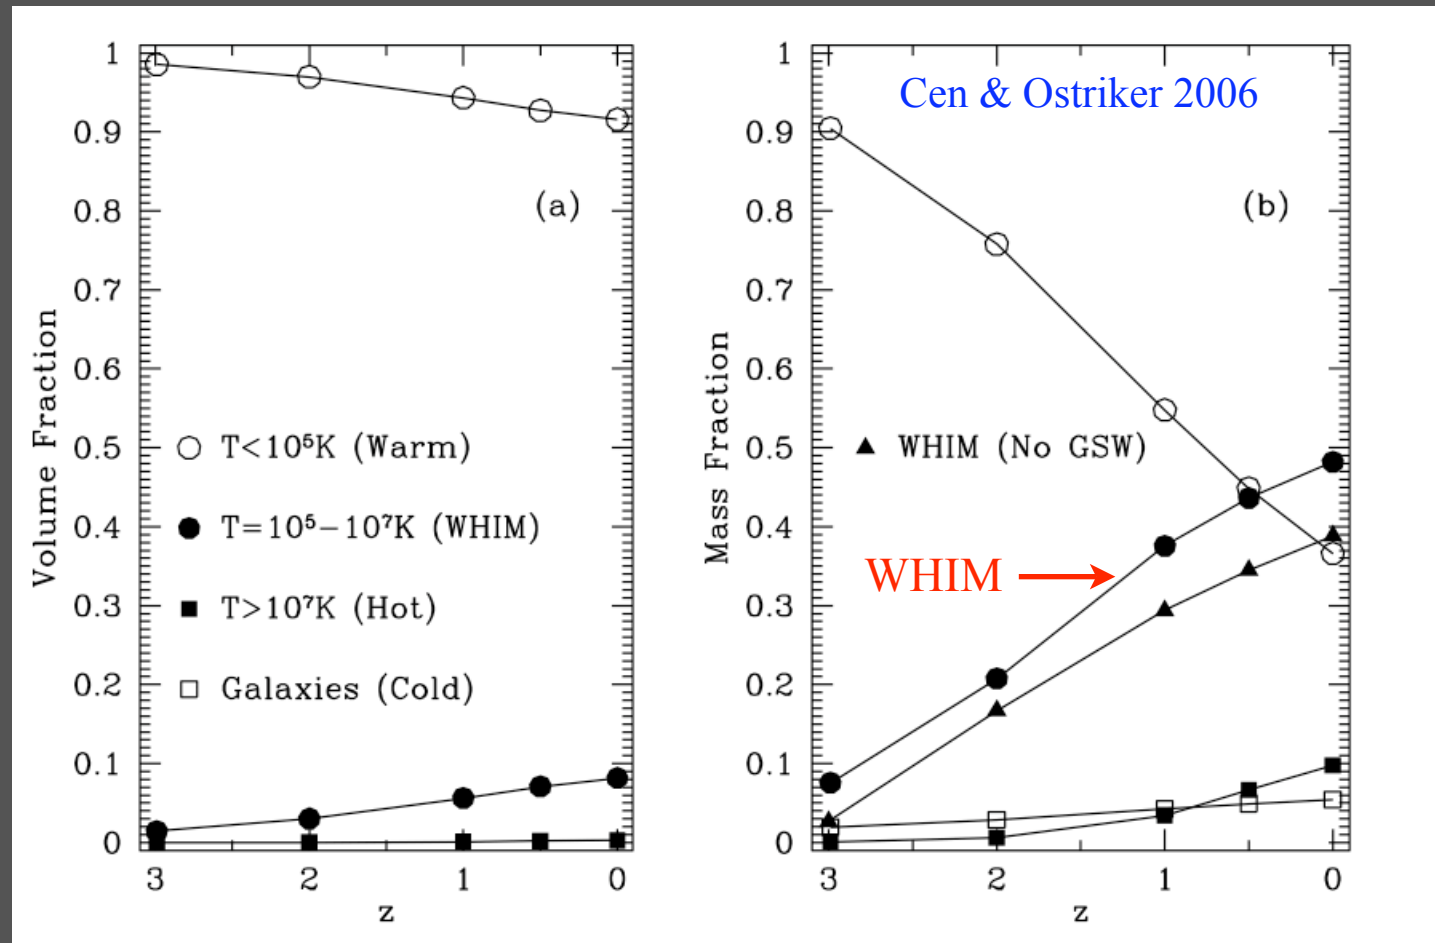 1
0.9
0.8
0.7
0.6
0.5
0.4
0.3
0.2
0.1
0
Volume Fraction
(a)
○ T<10⁵K (Warm)
● T=10⁵−10⁷K (WHIM)
■ T>10⁷K (Hot)
□ Galaxies (Cold)
3 2 1 0
z
1
0.9
0.8
0.7
0.6
0.5
0.4
0.3
0.2
0.1
0
Mass Fraction
Cen & Ostriker 2006
(b)
▲ WHIM (No GSW)
WHIM
3 2 1 0
z